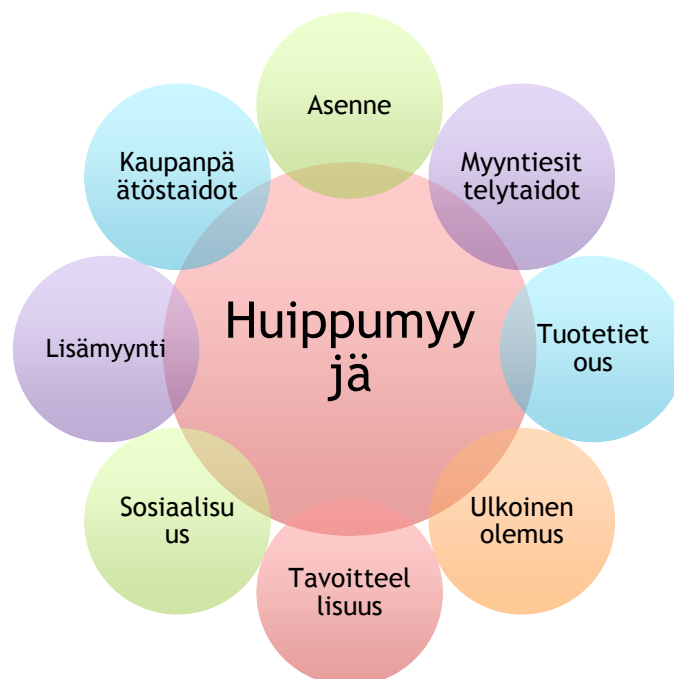 Asenne
Kaupanpä
ätöstaidot
Myyntiesit
telytaidot
Lisämyynti
Huippumyy
jä
Tuotetiet
ous
Sosiaalisu
us
Ulkoinen
olemus
Tavoitteel
lisuus